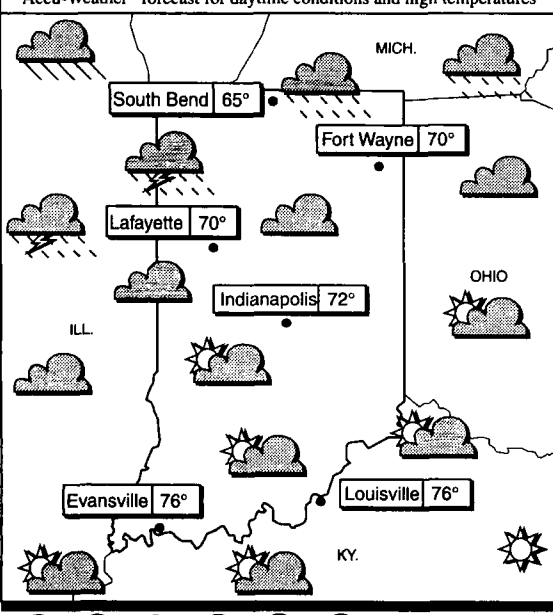 Accu-Weather® forecast for daytime conditions and high temperatures
MICH.
South Bend 65°
Fort Wayne 70°
Lafayette 70°
OHIO
Indianapolis 72°
ILL.
Evansville 76°
Louisville 76°
KY.